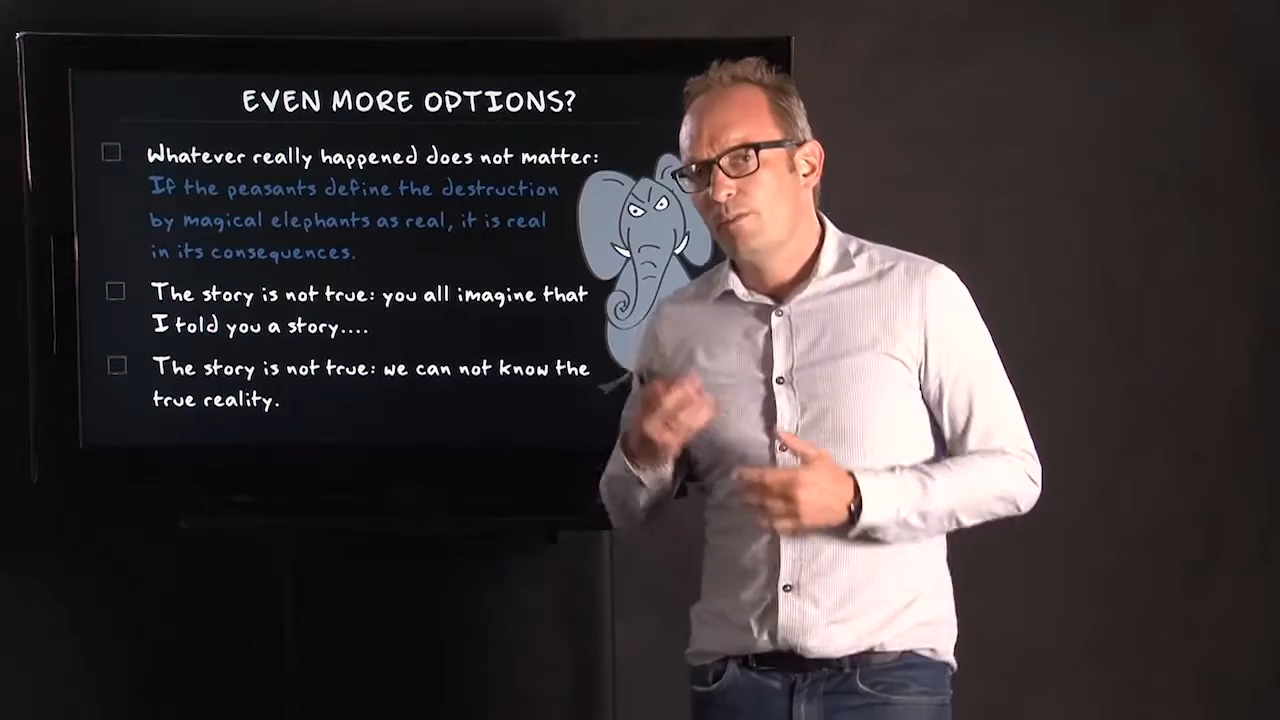 EVEN MORE OPTIONS?
Whatever really happened does not matter:
If the peasants define the destruction
by magical elephants as real, it is real
in its consequences.
The story is not true: you all imagine that
I told you a story....
The story is not true: we can not know the
true reality.